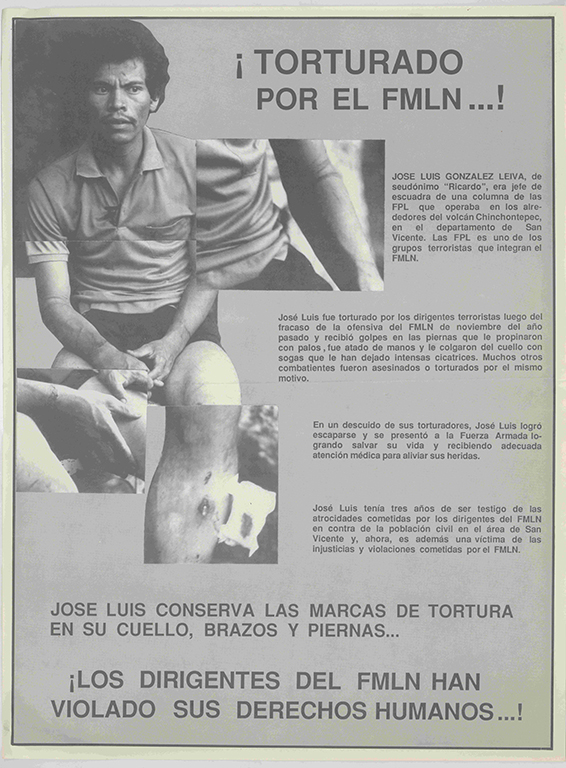 ¡ TORTURADO
POR EL FMLN...!
JOSE LUIS GONZALEZ LEIVA, de
seudónimo "Ricardo", era jefe de
escuadra de una columna de las
FPL que operaba en los alre-
dedores del volcán Chinchontepec,
en el departamento de San
Vicente. Las FPL es uno de los
grupos terroristas que integran el
FMLN.
José Luis fue torturado por los dirigentes terroristas luego del
fracaso de la ofensiva del FMLN de noviembre del año
pasado y recibió golpes en las piernas que le propinaron
con palos, fue atado de manos y le colgaron del cuello con
sogas que le han dejado intensas cicatrices. Muchos otros
combatientes fueron asesinados o torturados por el mismo
motivo.
En un descuido de sus torturadores, José Luis logró
escaparse y se presentó a la Fuerza Armada lo-
grando salvar su vida y recibiendo adecuada
atención médica para aliviar sus heridas.
José Luis tenía tres años de ser testigo de las
atrocidades cometidas por los dirigentes del FMLN
en contra de la población civil en el área de San
Vicente y, ahora, es además una víctima de las
injusticias y violaciones cometidas por el FMLN.
JOSE LUIS CONSERVA LAS MARCAS DE TORTURA
EN SU CUELLO, BRAZOS Y PIERNAS...
¡LOS DIRIGENTES DEL FMLN HAN
VIOLADO SUS DERECHOS HUMANOS...!